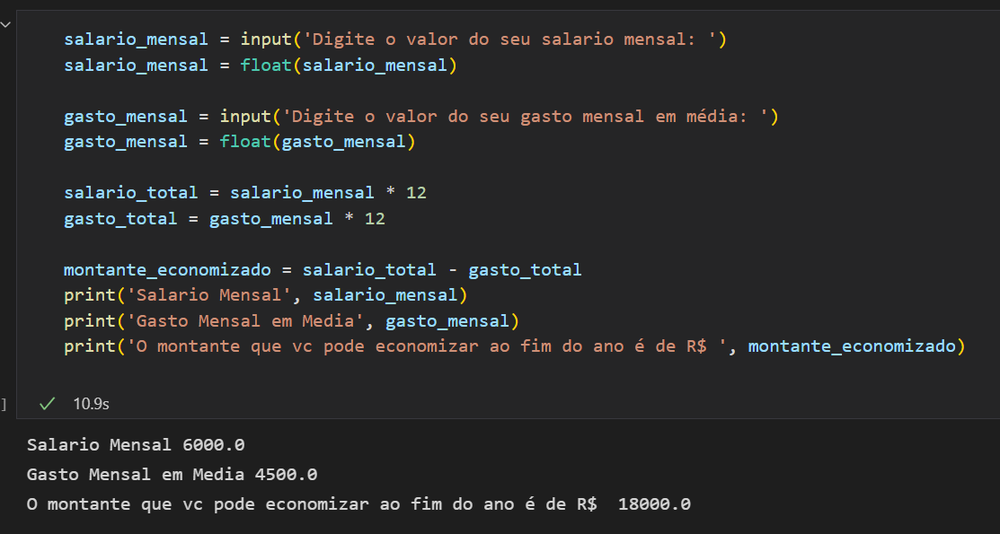 salario_mensal = input('Digite o valor do seu salario mensal: ')
salario_mensal = float(salario_mensal)
gasto_mensal = input('Digite o valor do seu gasto mensal em média: ')
gasto_mensal = float(gasto_mensal)
salario_total = salario_mensal * 12
gasto_total = gasto_mensal * 12
montante_economizado = salario_total - gasto_total
print('Salario Mensal', salario_mensal)
print('Gasto Mensal em Media', gasto_mensal)
print('O montante que vc pode economizar ao fim do ano é de R$ ', montante_economizado)
] ✓ 10.9s
Salario Mensal 6000.0
Gasto Mensal em Media 4500.0
O montante que vc pode economizar ao fim do ano é de R$  18000.0